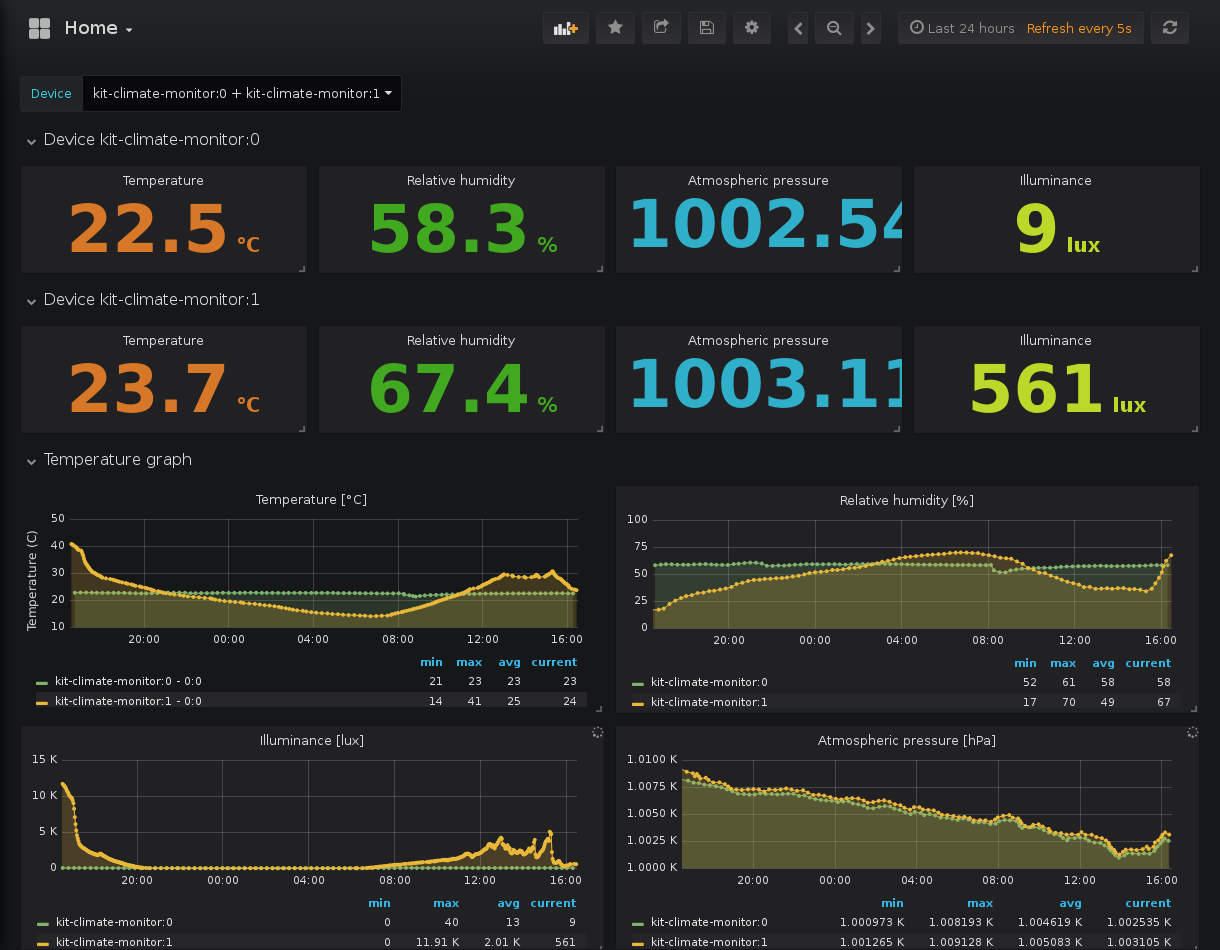 Home
Last 24 hours Refresh every 5s
Device kit-climate-monitor:0 + kit-climate-monitor:1
Device kit-climate-monitor:0
Temperature Relative humidity Atmospheric pressure Illuminance
22.5 °C 58.3 % 1002.54 9 lux
Device kit-climate-monitor:1
Temperature Relative humidity Atmospheric pressure Illuminance
23.7 °C 67.4 % 1003.11 561 lux
Temperature graph
Temperature [°C]
Temperature (C)
50
40
30
20
10
20:00 00:00 04:00 08:00 12:00 16:00
min max avg current
kit-climate-monitor:0 - 0:0 21 23 23 23
kit-climate-monitor:1 - 0:0 14 41 25 24
Relative humidity [%]
100
75
50
25
0
20:00 00:00 04:00 08:00 12:00 16:00
min max avg current
kit-climate-monitor:0 52 61 58 58
kit-climate-monitor:1 17 70 49 67
Illuminance [lux]
15 K
10 K
5 K
0
20:00 00:00 04:00 08:00 12:00 16:00
min max avg current
kit-climate-monitor:0 0 40 13 9
kit-climate-monitor:1 0 11.91 K 2.01 K 561
Atmospheric pressure [hPa]
1.0100 K
1.0075 K
1.0050 K
1.0025 K
1.0000 K
20:00 00:00 04:00 08:00 12:00 16:00
min max avg current
kit-climate-monitor:0 1.000973 K 1.008193 K 1.004619 K 1.002535 K
kit-climate-monitor:1 1.001265 K 1.009128 K 1.005083 K 1.003105 K